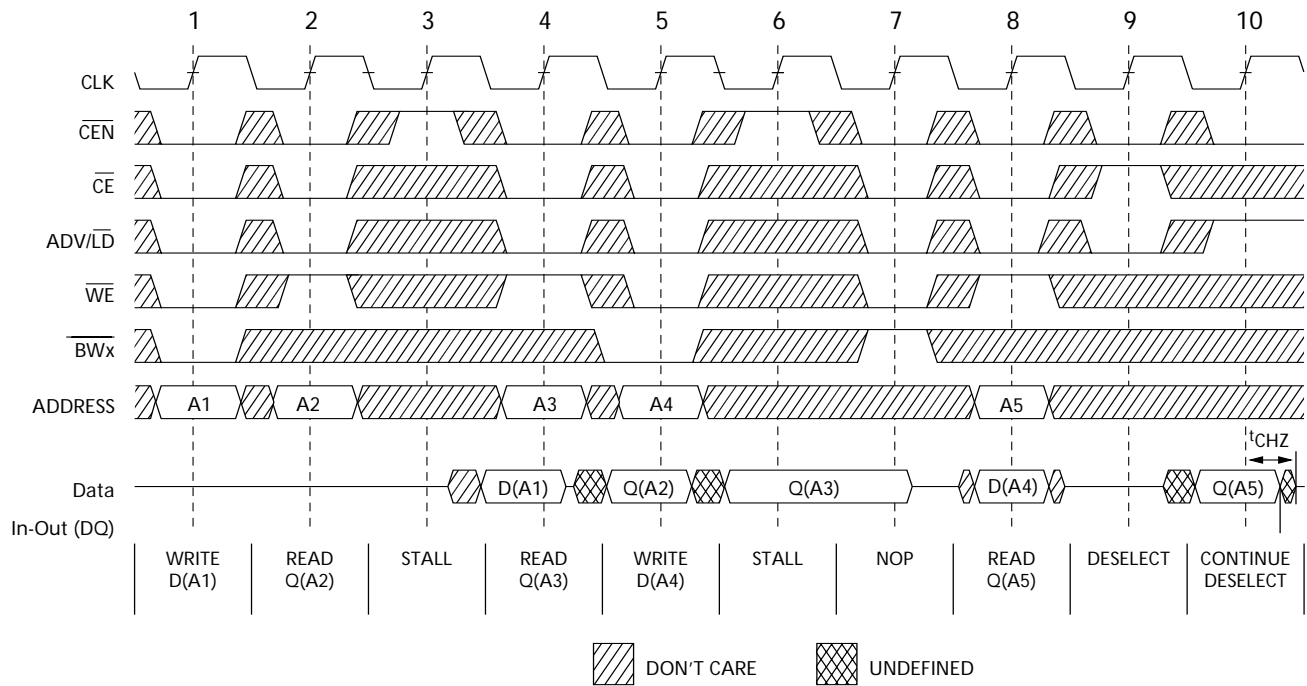 1 2 3 4 5 6 7 8 9 10
CLK
CEN
CE
ADV/LD
WE
BWx
ADDRESS A1 A2 A3 A4 A5
tCHZ
Data D(A1) Q(A2) Q(A3) D(A4) Q(A5)
In-Out (DQ)
WRITE READ STALL READ WRITE STALL NOP READ DESELECT CONTINUE
D(A1) Q(A2) Q(A3) D(A4) Q(A5) DESELECT
DON'T CARE UNDEFINED